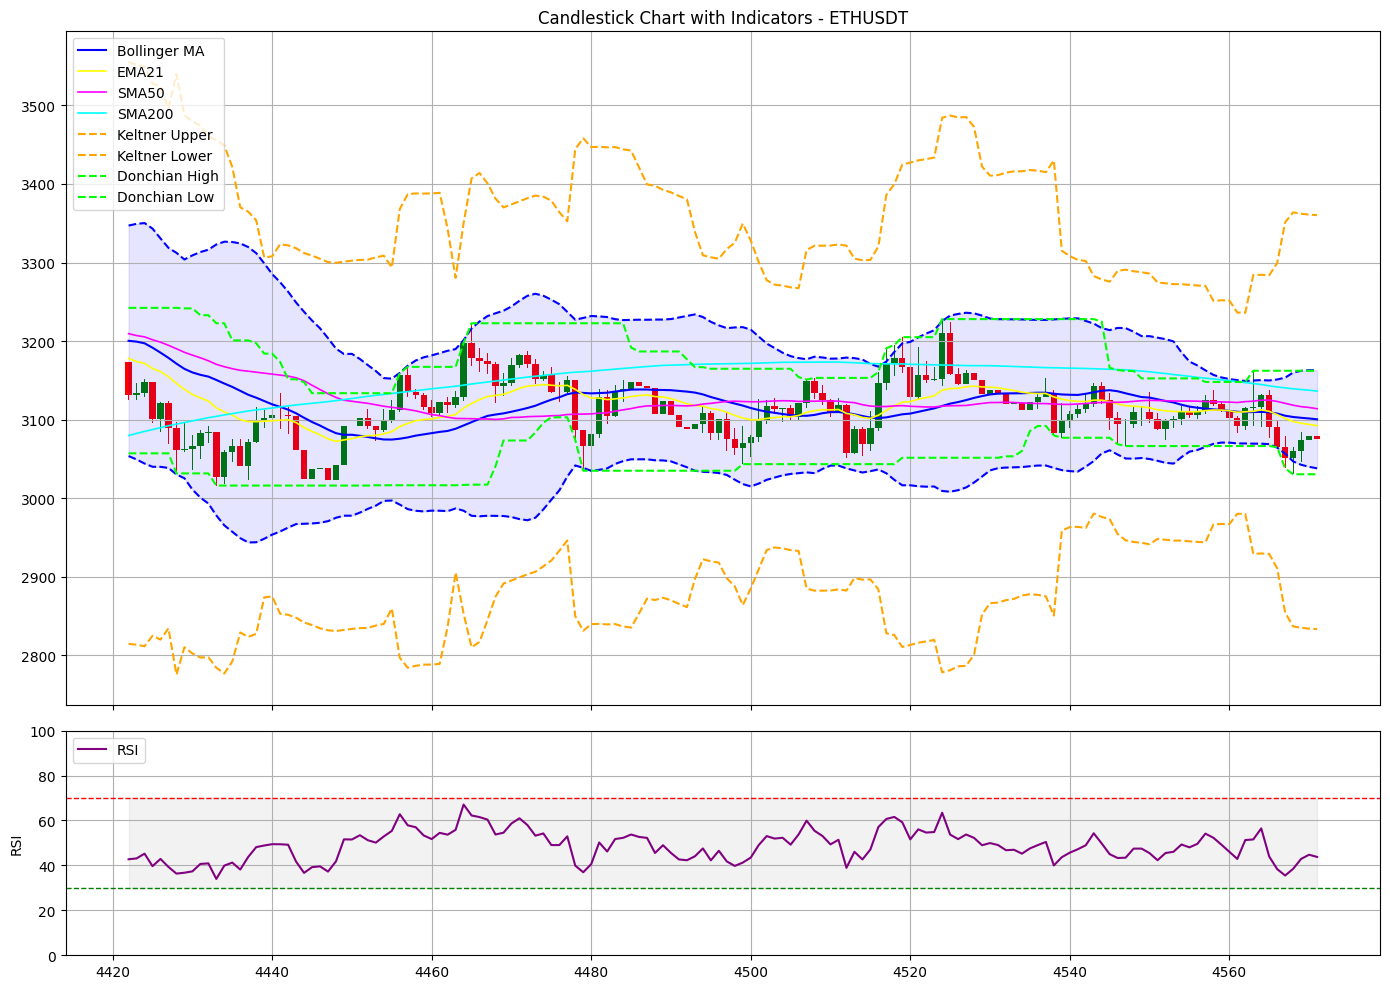 Candlestick Chart with Indicators - ETHUSDT
Bollinger MA
EMA21
SMA50
SMA200
Keltner Upper
Keltner Lower
Donchian High
Donchian Low
3500
3400
3300
3200
3100
3000
2900
2800
RSI
100
80
60
40
20
0
RSI
4420
4440
4460
4480
4500
4520
4540
4560